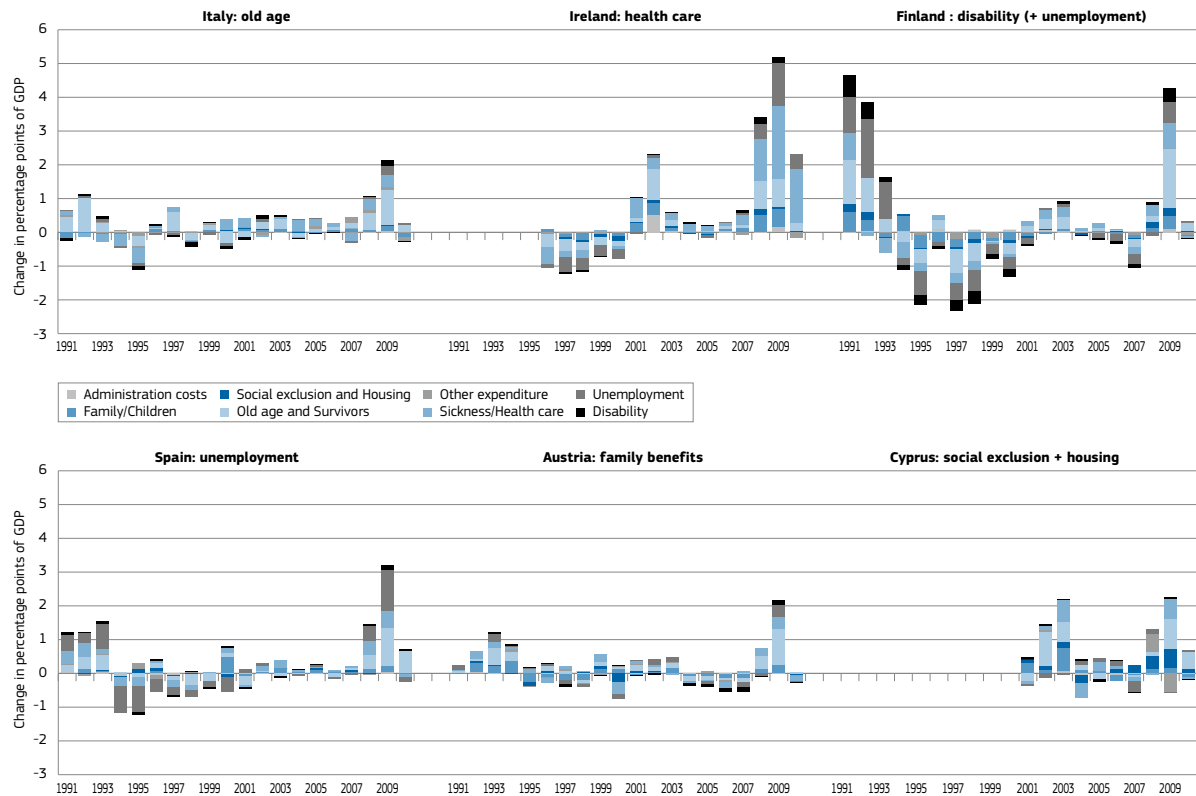 Italy: old age
Ireland: health care
Finland : disability (+ unemployment)
Change in percentage points of GDP
6
5
4
3
2
1
0
-1
-2
-3
1991 1993 1995 1997 1999 2001 2003 2005 2007 2009
1991 1993 1995 1997 1999 2001 2003 2005 2007 2009
1991 1993 1995 1997 1999 2001 2003 2005 2007 2009
Administration costs Social exclusion and Housing Other expenditure Unemployment
Family/Children Old age and Survivors Sickness/Health care Disability
Spain: unemployment
Austria: family benefits
Cyprus: social exclusion + housing
Change in percentage points of GDP
6
5
4
3
2
1
0
-1
-2
-3
1991 1993 1995 1997 1999 2001 2003 2005 2007 2009
1991 1993 1995 1997 1999 2001 2003 2005 2007 2009
1991 1993 1995 1997 1999 2001 2003 2005 2007 2009